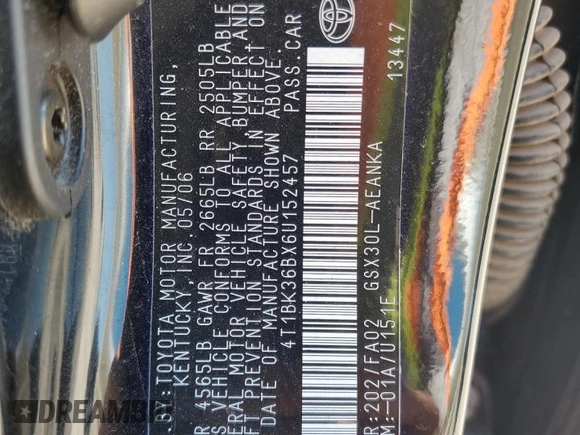 BY: TOYOTA MOTOR MANUFACTURING,
KENTUCKY, INC. 05/06
R 4565LB GAWR FR 2665LB RR 2505LB
S VEHICLE CONFORMS TO ALL APPLICABLE
ERAL MOTOR VEHICLE SAFETY, BUMPER AND
FT PREVENTION STANDARDS IN EFFECT ON
DATE OF MANUFACTURE SHOWN ABOVE.
4T1BK36BX6U152457 PASS. CAR
R:202/FA02 GSX30L-AEANKA 13447
M:-01A/U151E
DREAMBI